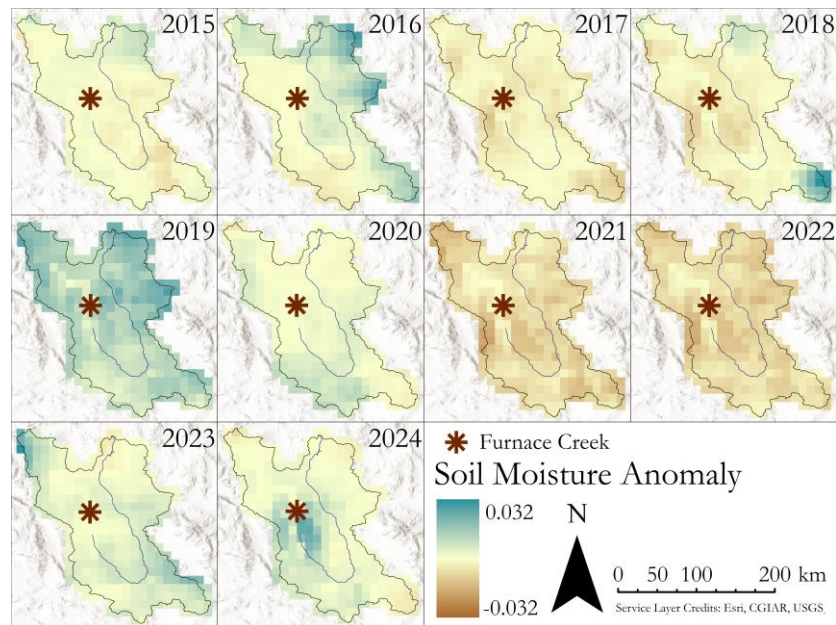 2015
2016
2017
2018
2019
2020
2021
2022
2023
2024
Furnace Creek
Soil Moisture Anomaly
0.032
-0.032
N
0 50 100 200 km
Service Layer Credits: Esri, CGIAR, USGS